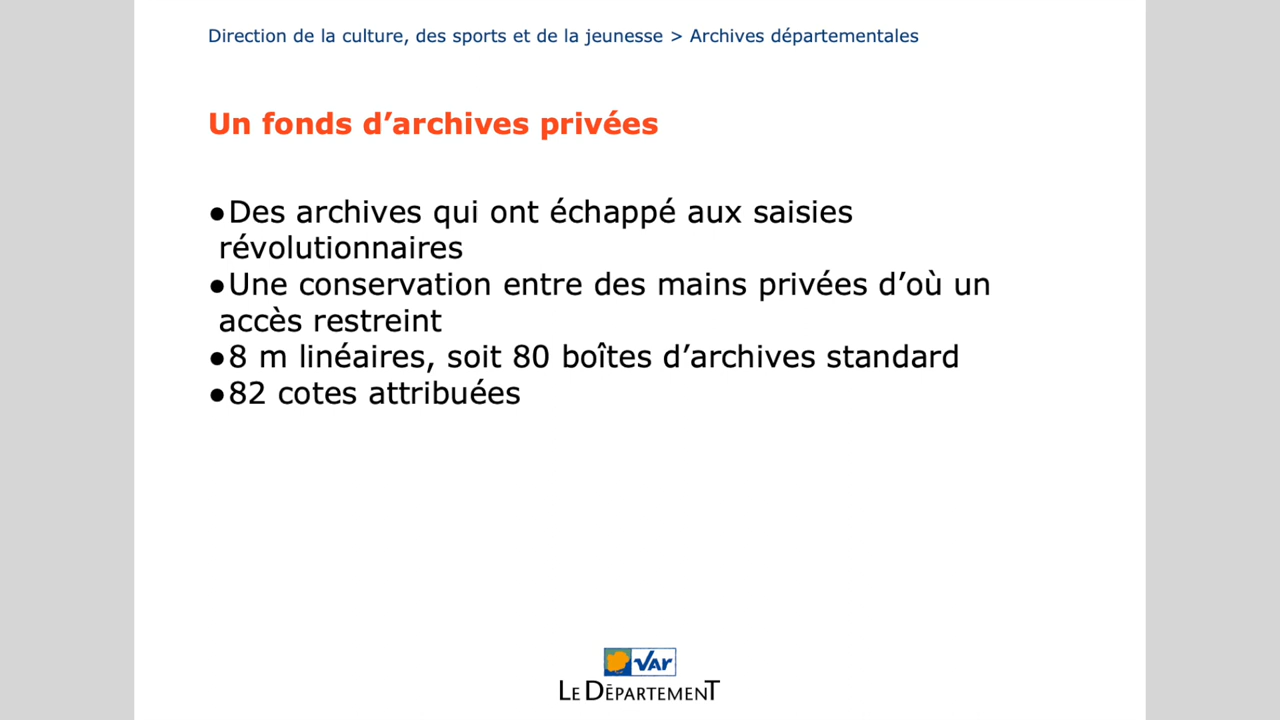 Direction de la culture, des sports et de la jeunesse > Archives départementales
Un fonds d’archives privées
●Des archives qui ont échappé aux saisies
révolutionnaires
●Une conservation entre des mains privées d’où un
accès restreint
●8 m linéaires, soit 80 boîtes d’archives standard
●82 cotes attribuées
VAr
LE DÉPARTEMENT